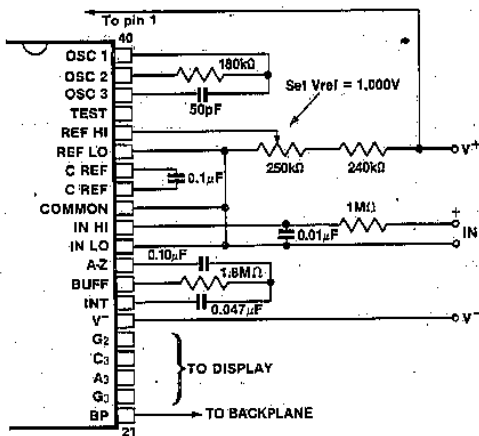 To pin 1
40
OSC 1
180kΩ
OSC 2
OSC 3
50pF
Set Vref = 1.000V
TEST
REF HI
REF LO
250kΩ
240kΩ
V+
C REF
0.1µF
C REF
COMMON
1MΩ
+
IN HI
0.01µF
IN
IN LO
–
0.10µF
A-Z
BUFF
1.8MΩ
INT
0.047µF
V–
V–
G2
C3
TO DISPLAY
A3
G3
BP
TO BACKPLANE
21